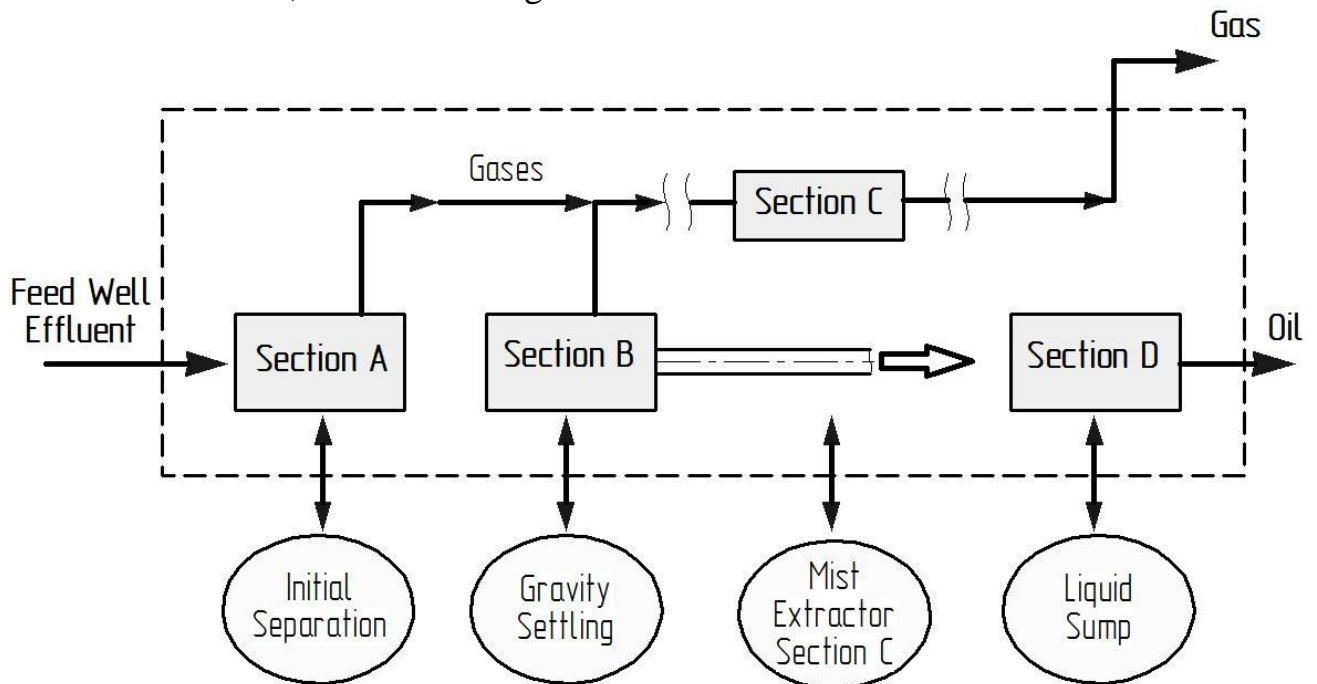 Gas
Gases
Section C
Feed Well
Effluent
Section A
Section B
Section D
Oil
Initial
Separation
Gravity
Settling
Mist
Extractor
Section C
Liquid
Sump